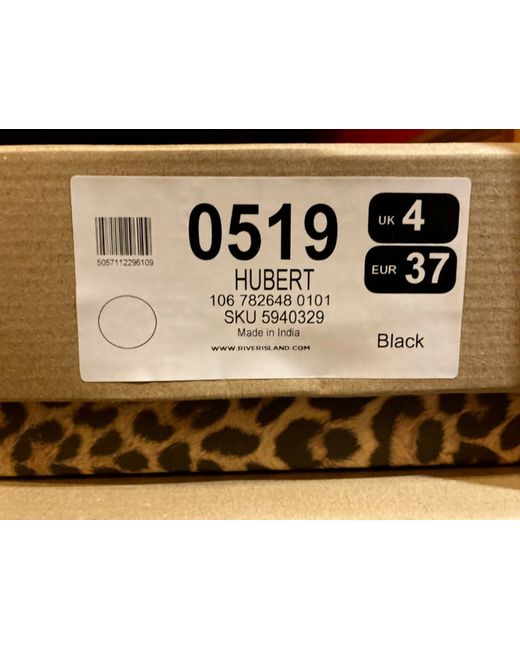 0519
UK 4
EUR 37
5057112296109
HUBERT
106 782648 0101
SKU 5940329
Made in India
WWW.RIVERISLAND.COM
Black